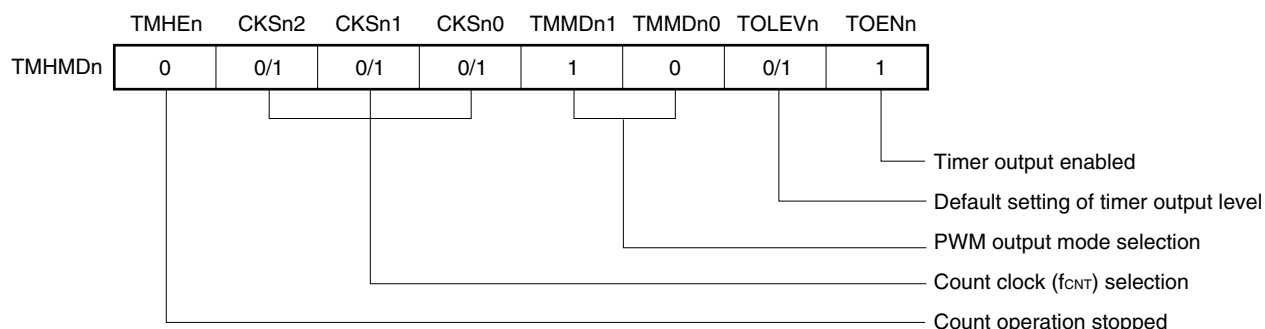 TMHEn CKSn2 CKSn1 CKSn0 TMMDn1 TMMDn0 TOLEVn TOENn
TMHMDn 0 0/1 0/1 0/1 1 0 0/1 1
Timer output enabled
Default setting of timer output level
PWM output mode selection
Count clock (fCNT) selection
Count operation stopped